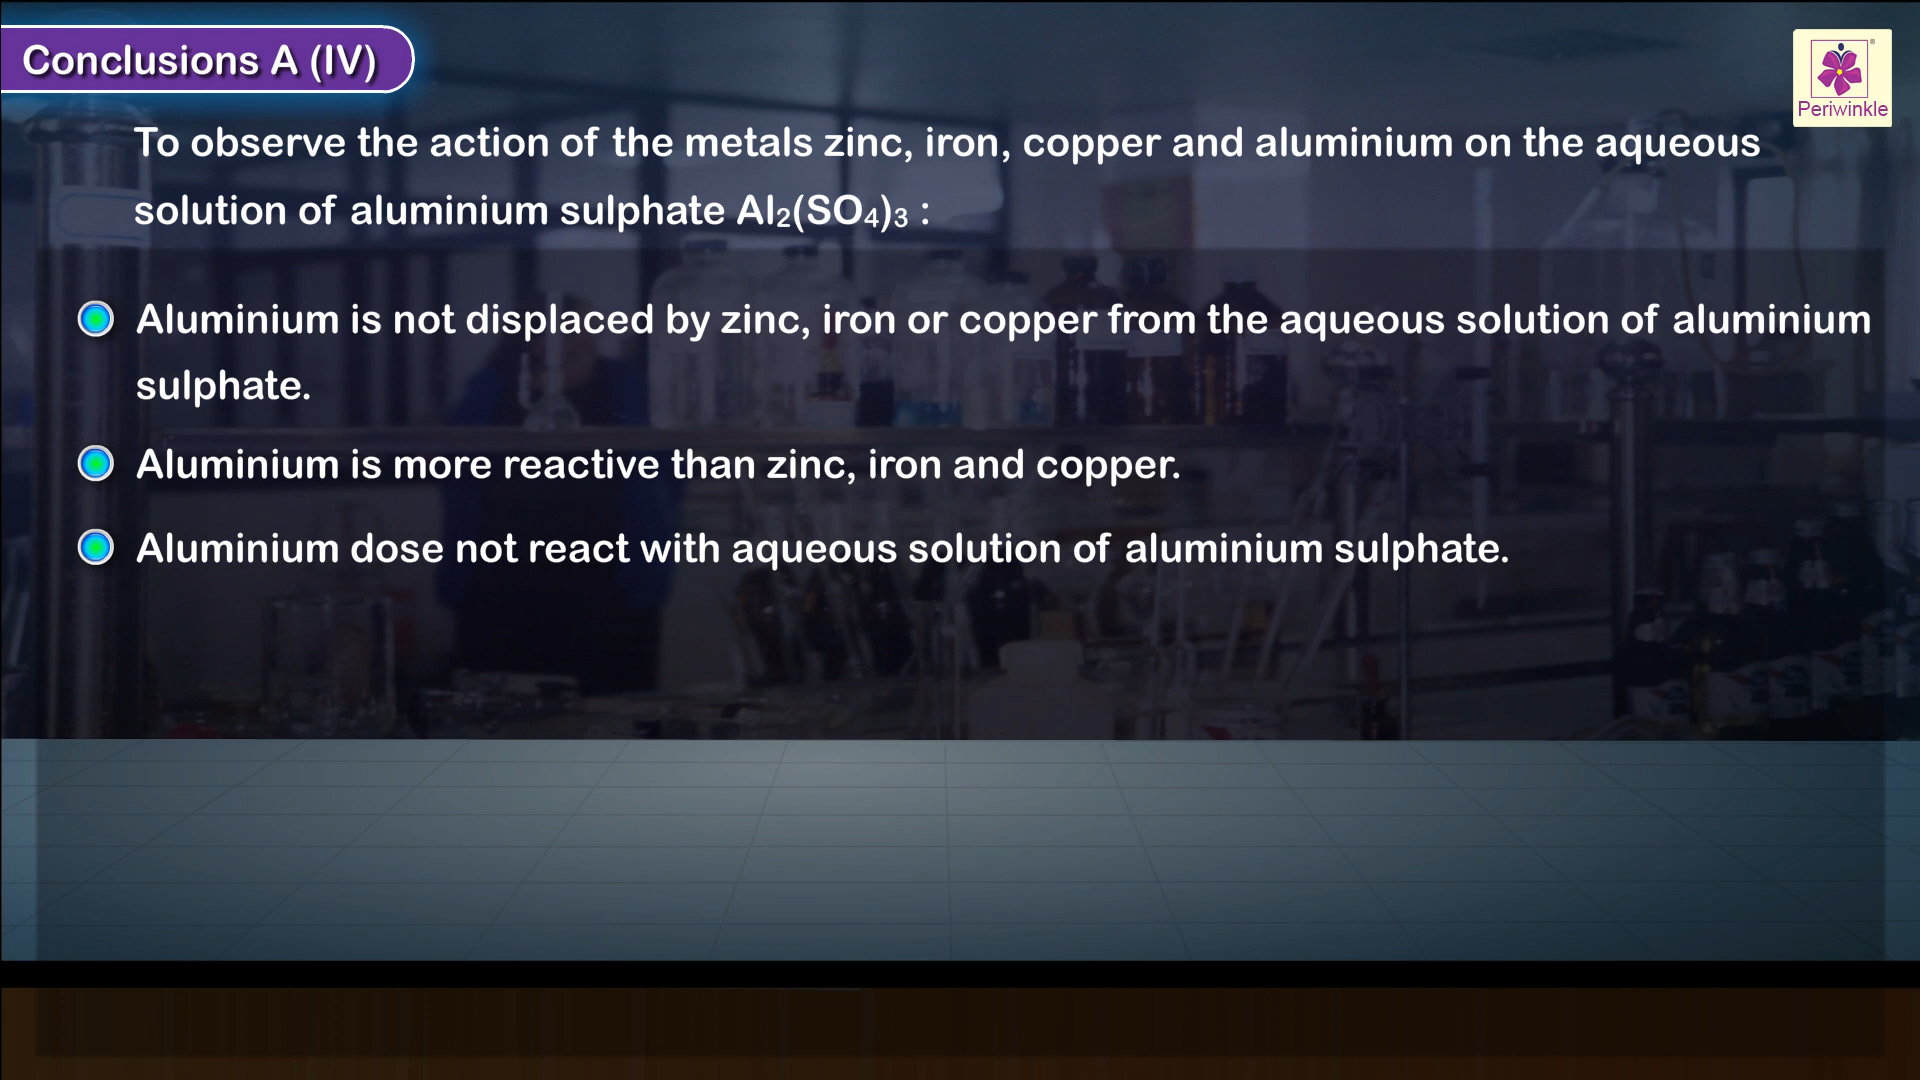 Conclusions A (IV)
Periwinkle
To observe the action of the metals zinc, iron, copper and aluminium on the aqueous
solution of aluminium sulphate Al₂(SO₄)₃ :
Aluminium is not displaced by zinc, iron or copper from the aqueous solution of aluminium
sulphate.
Aluminium is more reactive than zinc, iron and copper.
Aluminium dose not react with aqueous solution of aluminium sulphate.